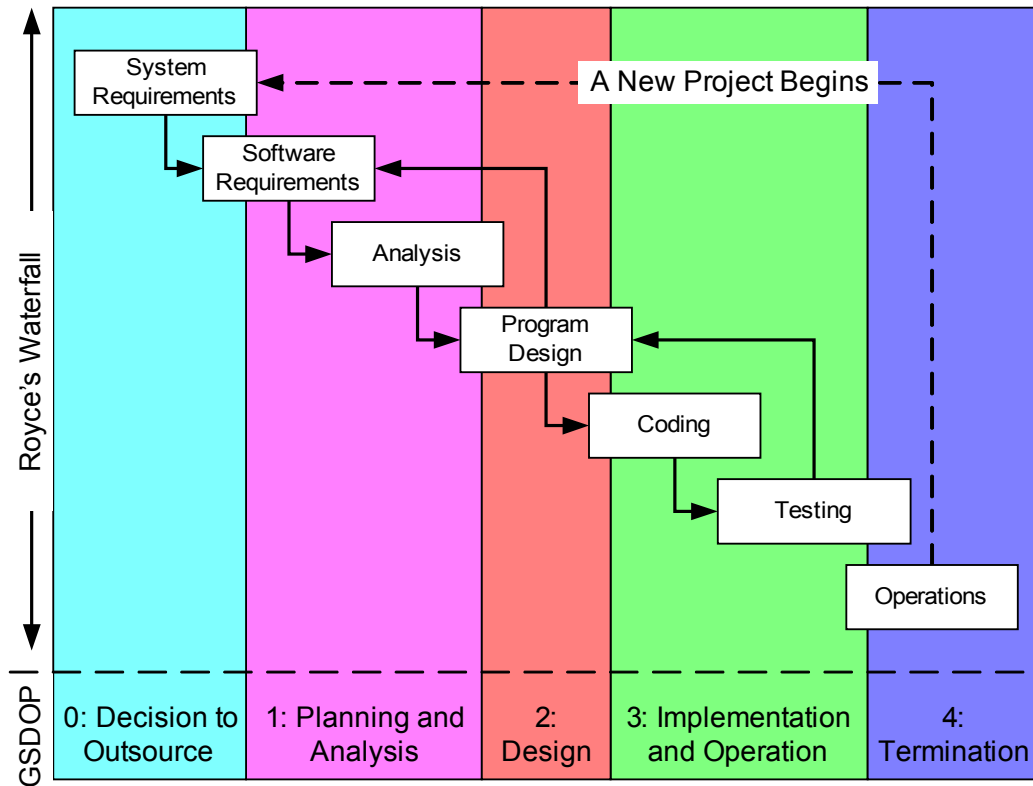 System
Requirements
A New Project Begins
Software
Requirements
Analysis
Program
Design
Coding
Testing
Operations
Royce's Waterfall
GSDOP
0: Decision to
Outsource
1: Planning and
Analysis
2:
Design
3: Implementation
and Operation
4:
Termination